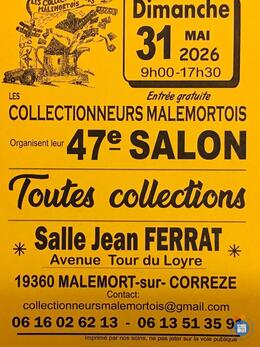 LES COLLECTIONNEURS
MALEMORTOIS
Dimanche
31 MAI
2026
9h00-17h30
LES
Entrée gratuite
COLLECTIONNEURS MALEMORTOIS
Organisent leur 47e SALON
Toutes collections
* Salle Jean FERRAT *
Avenue Tour du Loyre
19360 MALEMORT-sur- CORREZE
Contact:
collectionneursmalemortois@gmail.com
06 16 02 62 13 - 06 13 51 35 9
Imprimé par nos soins, ne pas jeter sur la voie publique